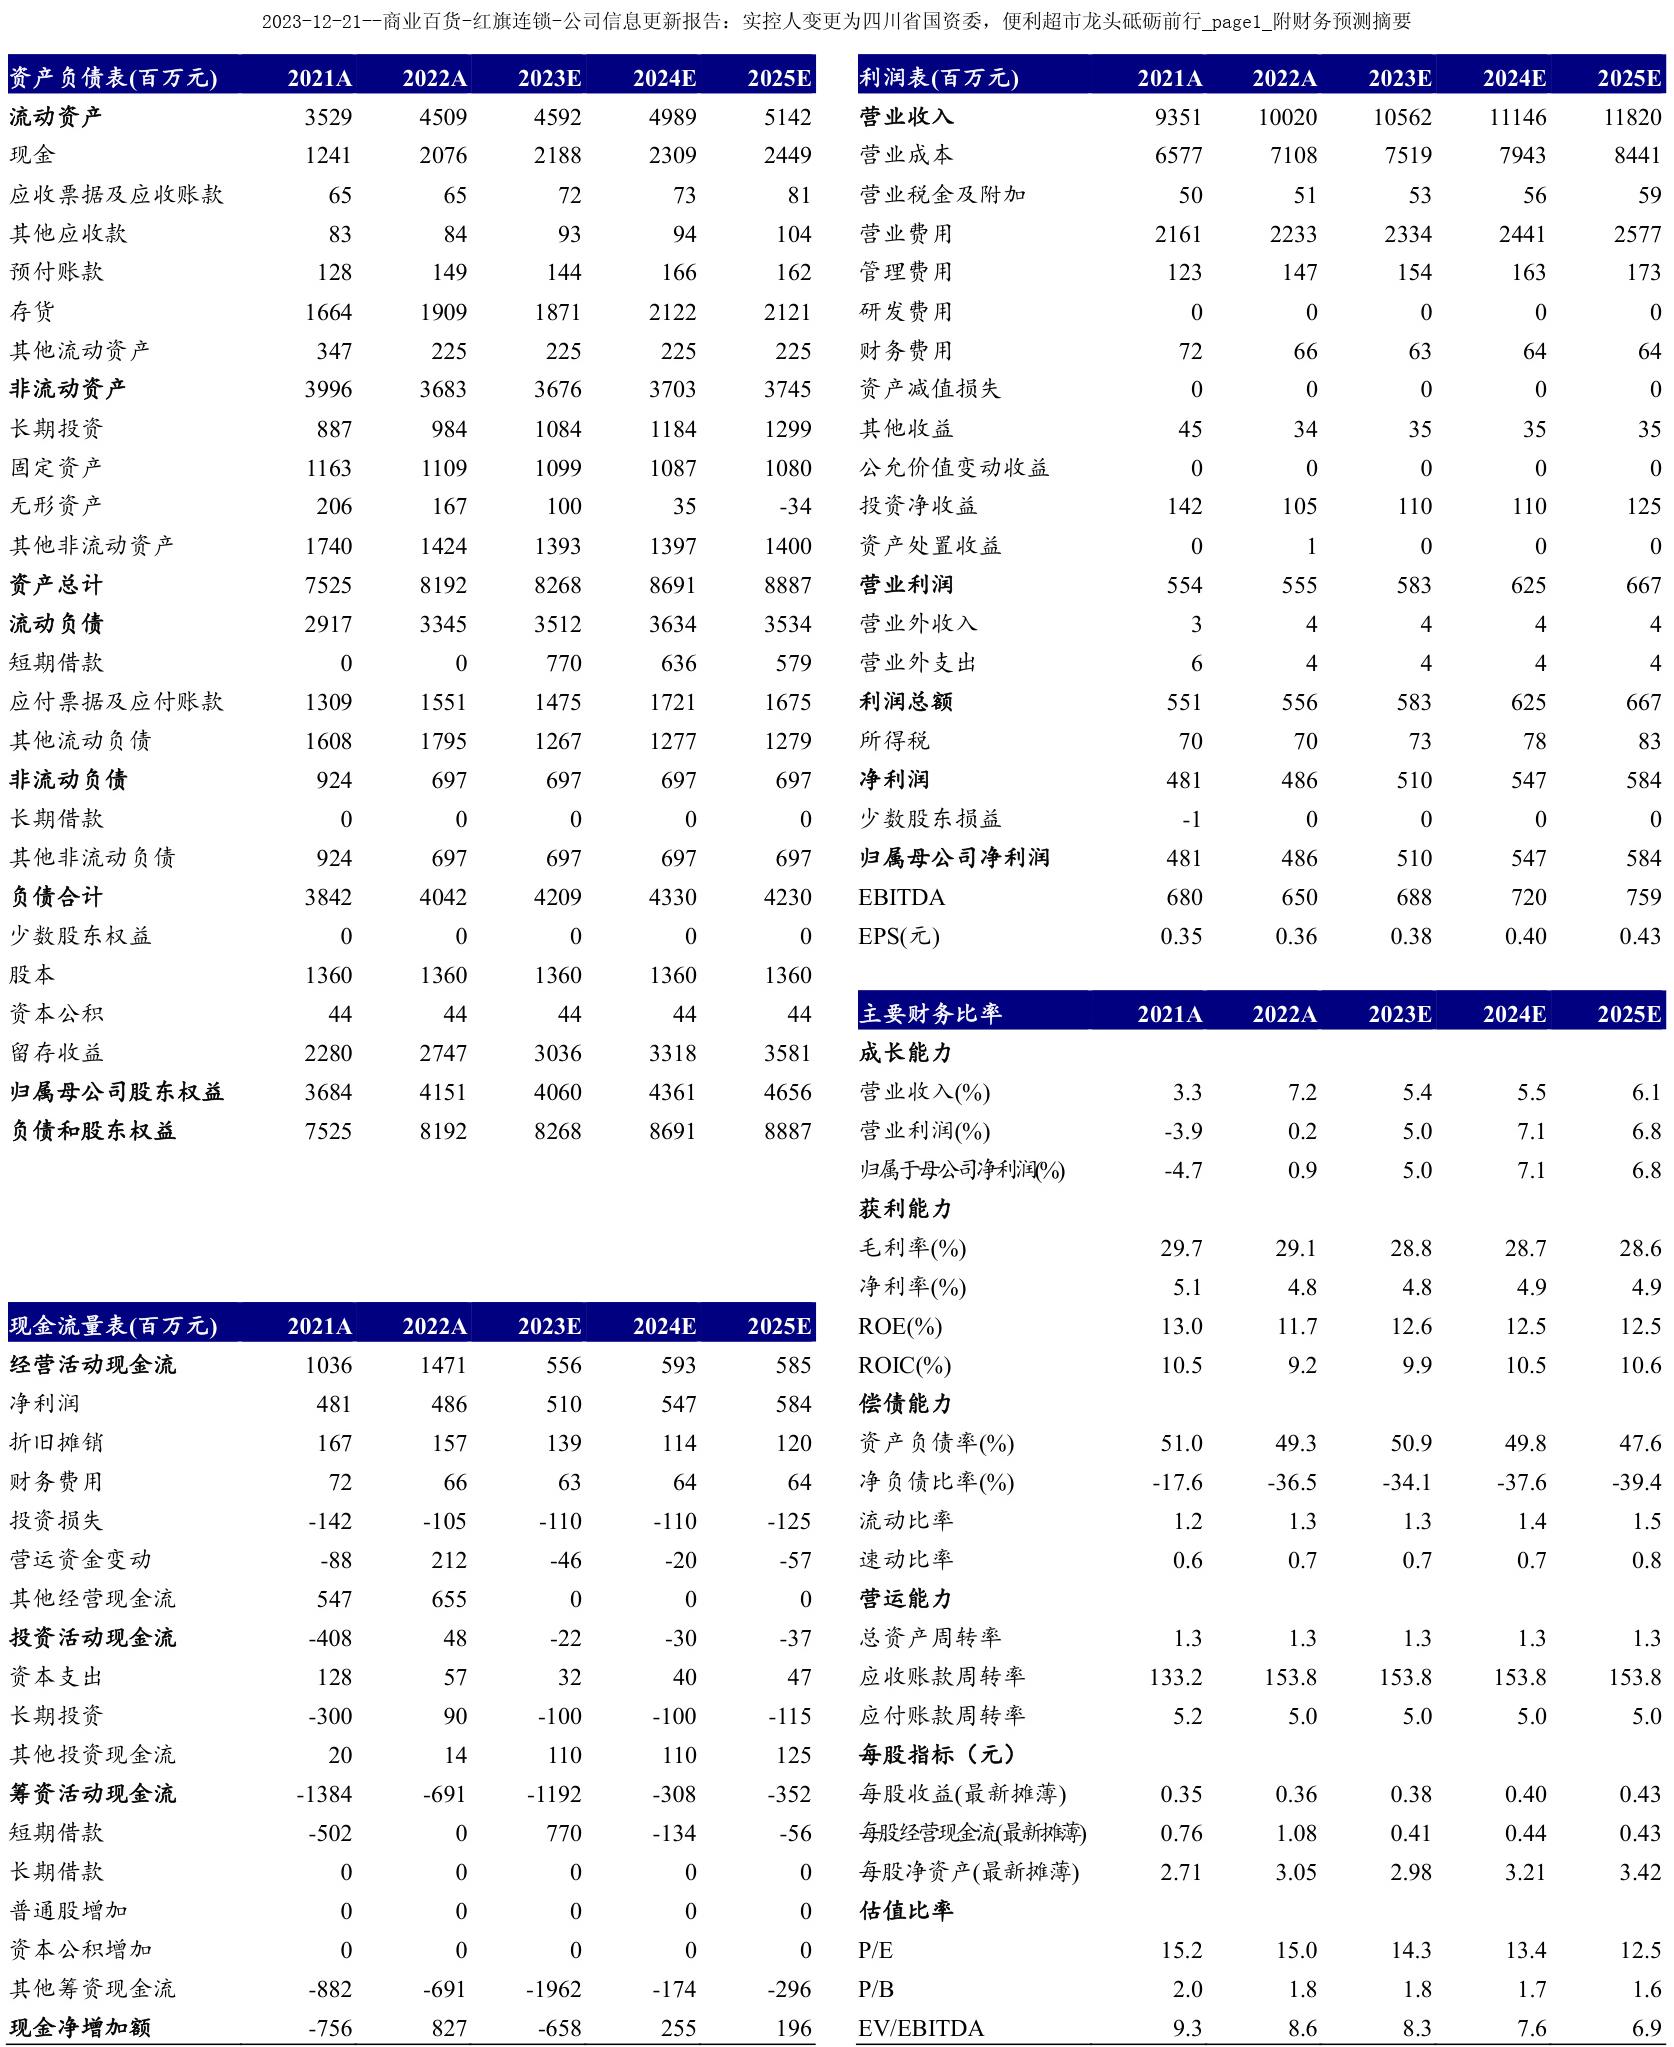 2023-12-21--商业百货-红旗连锁-公司信息更新报告：实控人变更为四川省国资委，便利超市龙头砥砺前行_page1_附财务预测摘要
资产负债表(百万元) 2021A 2022A 2023E 2024E 2025E
流动资产 3529 4509 4592 4989 5142
现金 1241 2076 2188 2309 2449
应收票据及应收账款 65 65 72 73 81
其他应收款 83 84 93 94 104
预付账款 128 149 144 166 162
存货 1664 1909 1871 2122 2121
其他流动资产 347 225 225 225 225
非流动资产 3996 3683 3676 3703 3745
长期投资 887 984 1084 1184 1299
固定资产 1163 1109 1099 1087 1080
无形资产 206 167 100 35 -34
其他非流动资产 1740 1424 1393 1397 1400
资产总计 7525 8192 8268 8691 8887
流动负债 2917 3345 3512 3634 3534
短期借款 0 0 770 636 579
应付票据及应付账款 1309 1551 1475 1721 1675
其他流动负债 1608 1795 1267 1277 1279
非流动负债 924 697 697 697 697
长期借款 0 0 0 0 0
其他非流动负债 924 697 697 697 697
负债合计 3842 4042 4209 4330 4230
少数股东权益 0 0 0 0 0
股本 1360 1360 1360 1360 1360
资本公积 44 44 44 44 44
留存收益 2280 2747 3036 3318 3581
归属母公司股东权益 3684 4151 4060 4361 4656
负债和股东权益 7525 8192 8268 8691 8887
现金流量表(百万元) 2021A 2022A 2023E 2024E 2025E
经营活动现金流 1036 1471 556 593 585
净利润 481 486 510 547 584
折旧摊销 167 157 139 114 120
财务费用 72 66 63 64 64
投资损失 -142 -105 -110 -110 -125
营运资金变动 -88 212 -46 -20 -57
其他经营现金流 547 655 0 0 0
投资活动现金流 -408 48 -22 -30 -37
资本支出 128 57 32 40 47
长期投资 -300 90 -100 -100 -115
其他投资现金流 20 14 110 110 125
筹资活动现金流 -1384 -691 -1192 -308 -352
短期借款 -502 0 770 -134 -56
长期借款 0 0 0 0 0
普通股增加 0 0 0 0 0
资本公积增加 0 0 0 0 0
其他筹资现金流 -882 -691 -1962 -174 -296
现金净增加额 -756 827 -658 255 196
利润表(百万元) 2021A 2022A 2023E 2024E 2025E
营业收入 9351 10020 10562 11146 11820
营业成本 6577 7108 7519 7943 8441
营业税金及附加 50 51 53 56 59
营业费用 2161 2233 2334 2441 2577
管理费用 123 147 154 163 173
研发费用 0 0 0 0 0
财务费用 72 66 63 64 64
资产减值损失 0 0 0 0 0
其他收益 45 34 35 35 35
公允价值变动收益 0 0 0 0 0
投资净收益 142 105 110 110 125
资产处置收益 0 1 0 0 0
营业利润 554 555 583 625 667
营业外收入 3 4 4 4 4
营业外支出 6 4 4 4 4
利润总额 551 556 583 625 667
所得税 70 70 73 78 83
净利润 481 486 510 547 584
少数股东损益 -1 0 0 0 0
归属母公司净利润 481 486 510 547 584
EBITDA 680 650 688 720 759
EPS(元) 0.35 0.36 0.38 0.40 0.43
主要财务比率 2021A 2022A 2023E 2024E 2025E
成长能力
营业收入(%) 3.3 7.2 5.4 5.5 6.1
营业利润(%) -3.9 0.2 5.0 7.1 6.8
归属于母公司净利润(%) -4.7 0.9 5.0 7.1 6.8
获利能力
毛利率(%) 29.7 29.1 28.8 28.7 28.6
净利率(%) 5.1 4.8 4.8 4.9 4.9
ROE(%) 13.0 11.7 12.6 12.5 12.5
ROIC(%) 10.5 9.2 9.9 10.5 10.6
偿债能力
资产负债率(%) 51.0 49.3 50.9 49.8 47.6
净负债比率(%) -17.6 -36.5 -34.1 -37.6 -39.4
流动比率 1.2 1.3 1.3 1.4 1.5
速动比率 0.6 0.7 0.7 0.7 0.8
营运能力
总资产周转率 1.3 1.3 1.3 1.3 1.3
应收账款周转率 133.2 153.8 153.8 153.8 153.8
应付账款周转率 5.2 5.0 5.0 5.0 5.0
每股指标（元）
每股收益(最新摊薄) 0.35 0.36 0.38 0.40 0.43
每股经营现金流(最新摊薄) 0.76 1.08 0.41 0.44 0.43
每股净资产(最新摊薄) 2.71 3.05 2.98 3.21 3.42
估值比率
P/E 15.2 15.0 14.3 13.4 12.5
P/B 2.0 1.8 1.8 1.7 1.6
EV/EBITDA 9.3 8.6 8.3 7.6 6.9